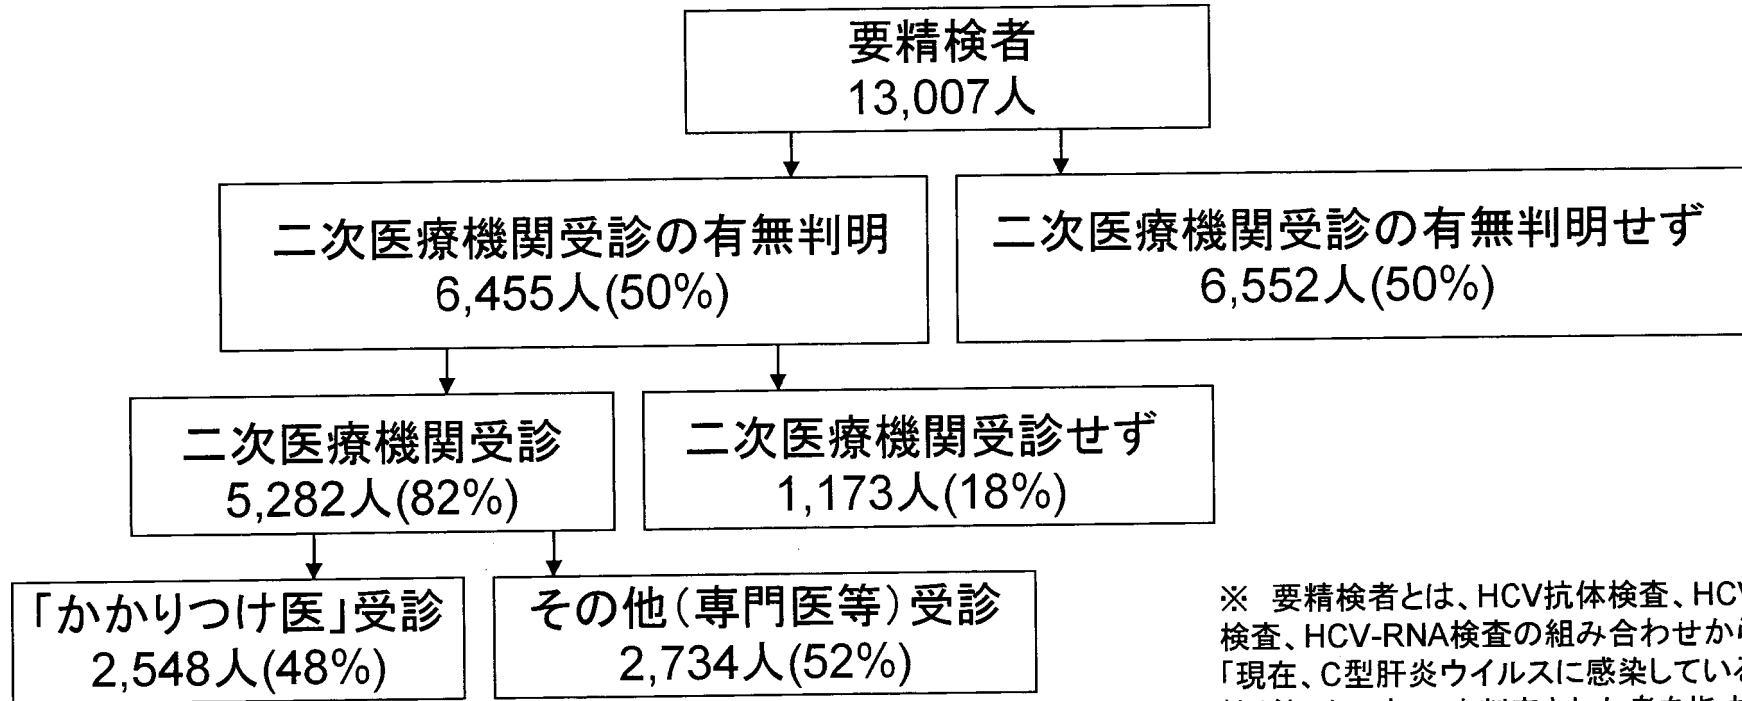 要精検者
13,007人
二次医療機関受診の有無判明
6,455人(50%)
二次医療機関受診の有無判明せず
6,552人(50%)
二次医療機関受診
5,282人(82%)
二次医療機関受診せず
1,173人(18%)
「かかりつけ医」受診
2,548人(48%)
その他(専門医等)受診
2,734人(52%)
※ 要精検者とは、HCV抗体検査、HCV
検査、HCV-RNA検査の組み合わせから
「現在、C型肝炎ウイルスに感染している